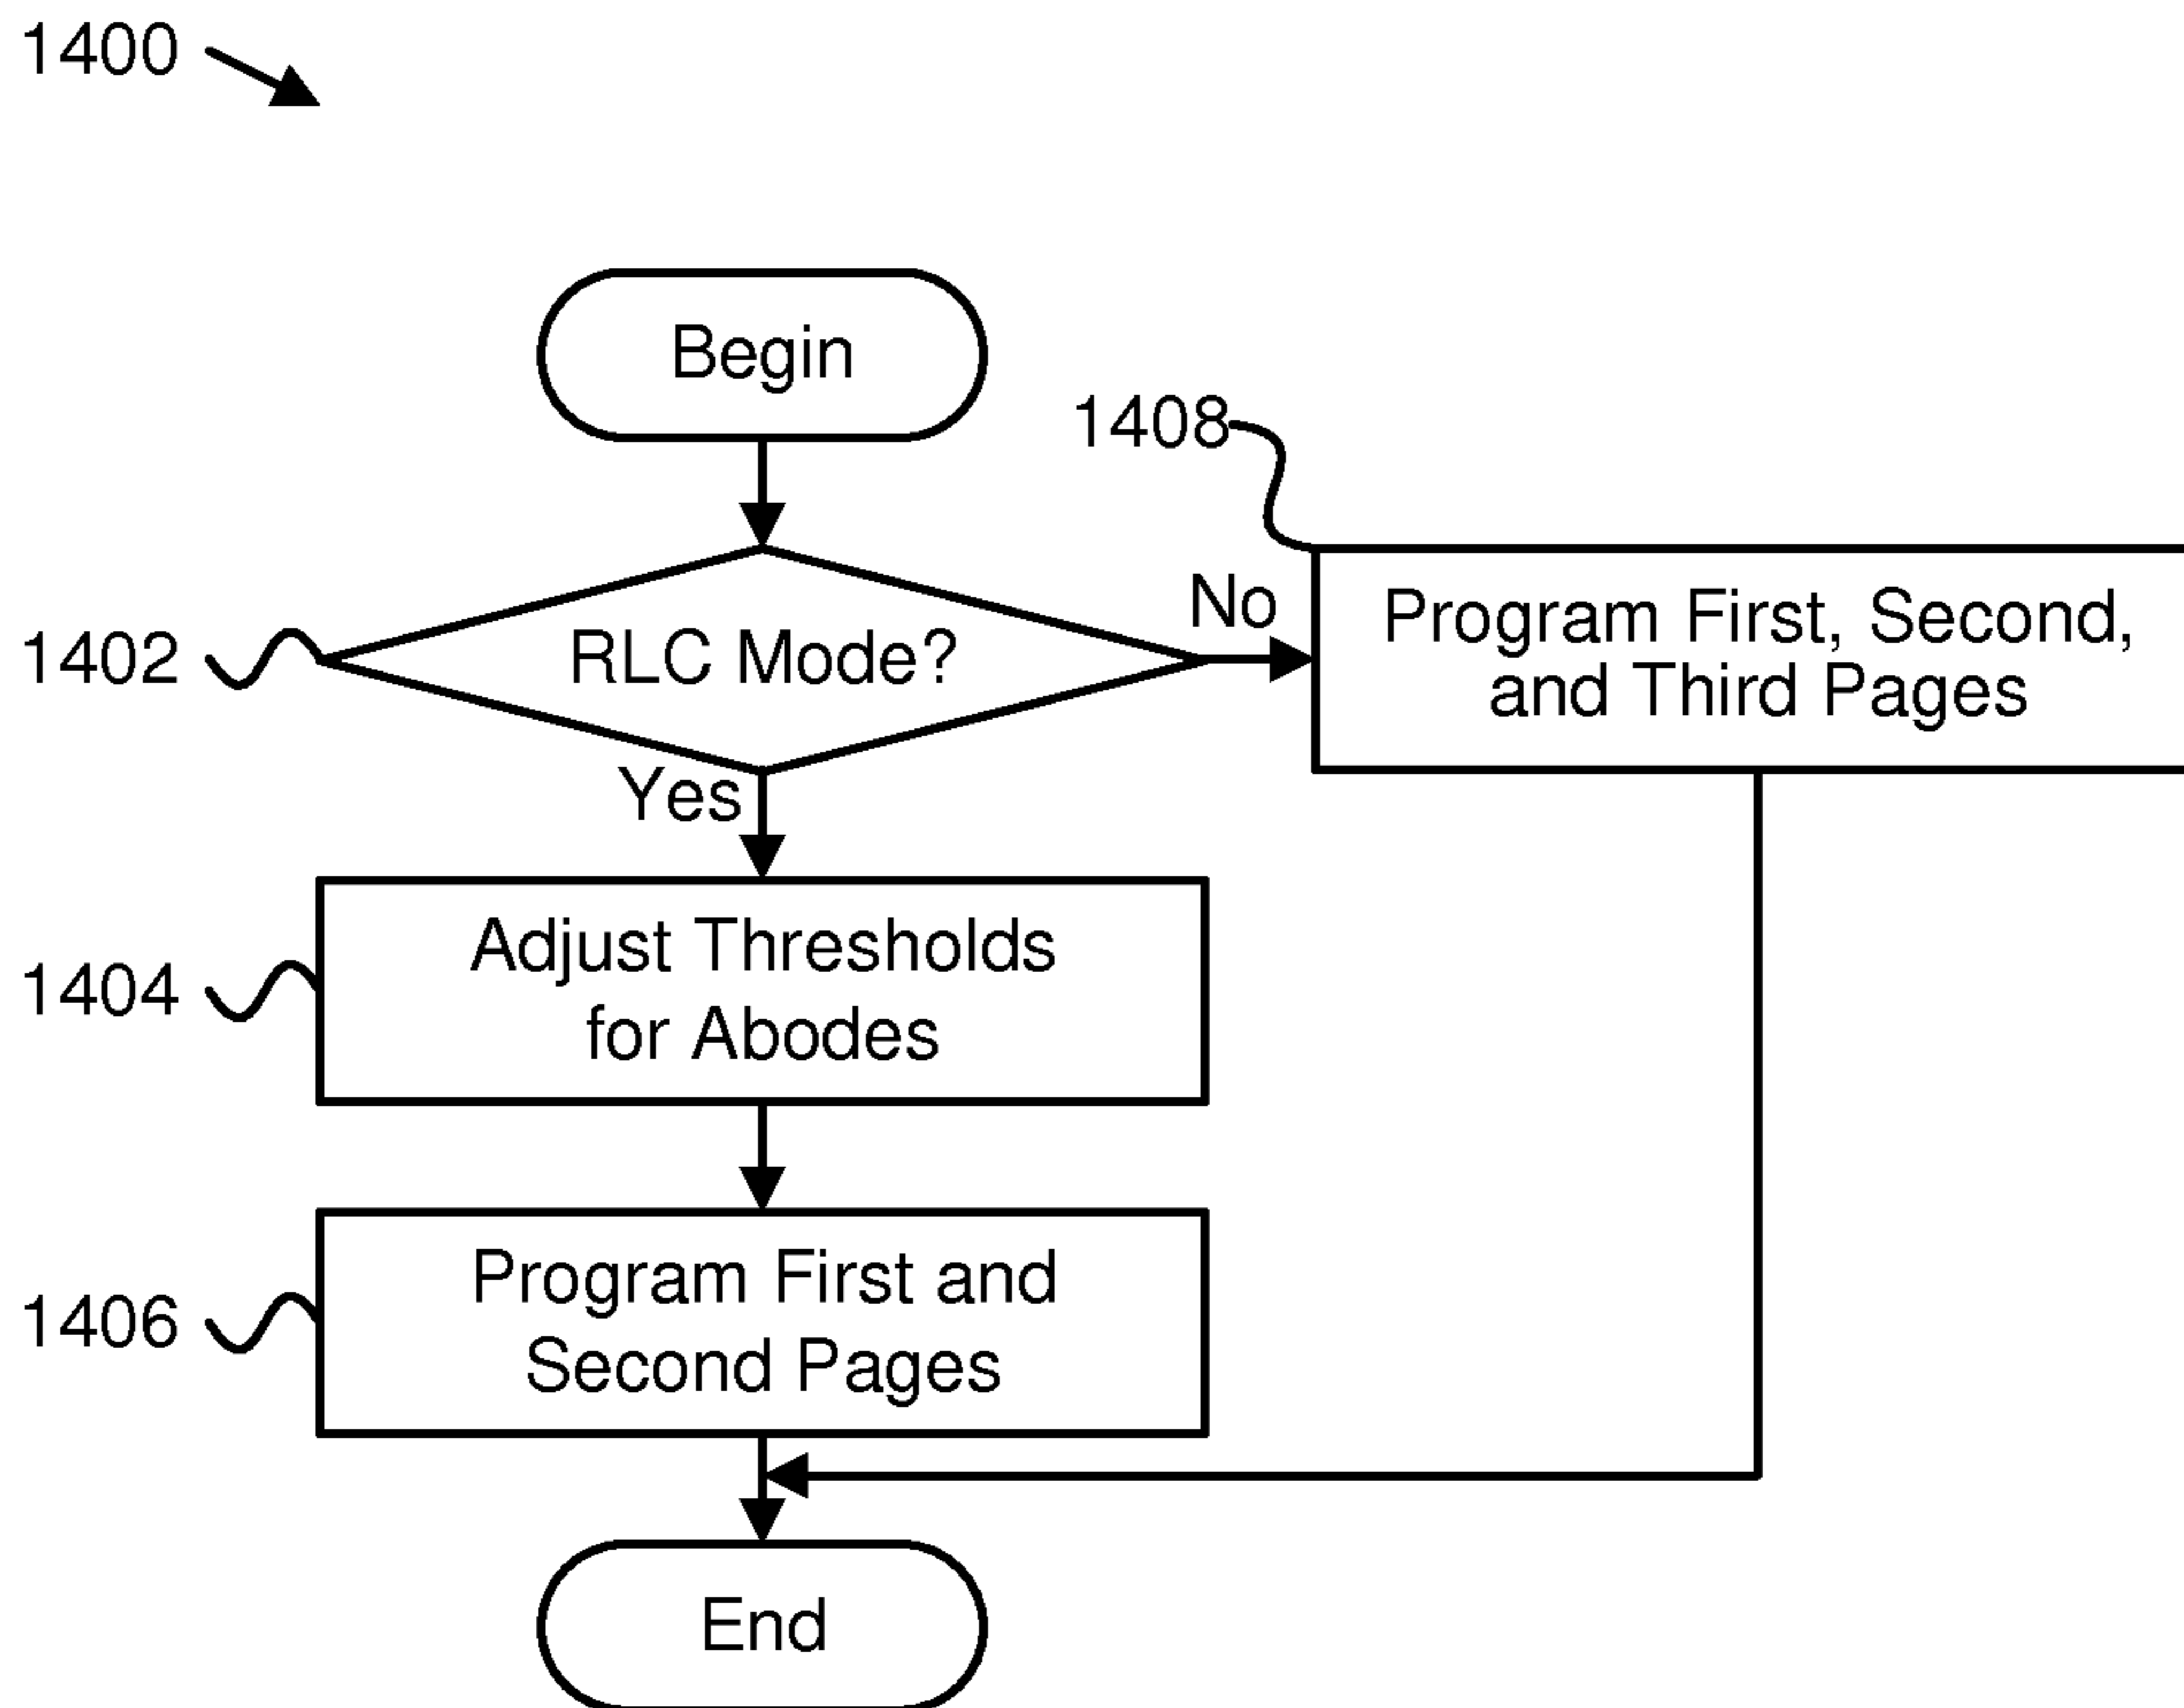 1400
Begin
1408
No
Program First, Second,
and Third Pages
1402
RLC Mode?
Yes
1404
Adjust Thresholds
for Abodes
1406
Program First and
Second Pages
End